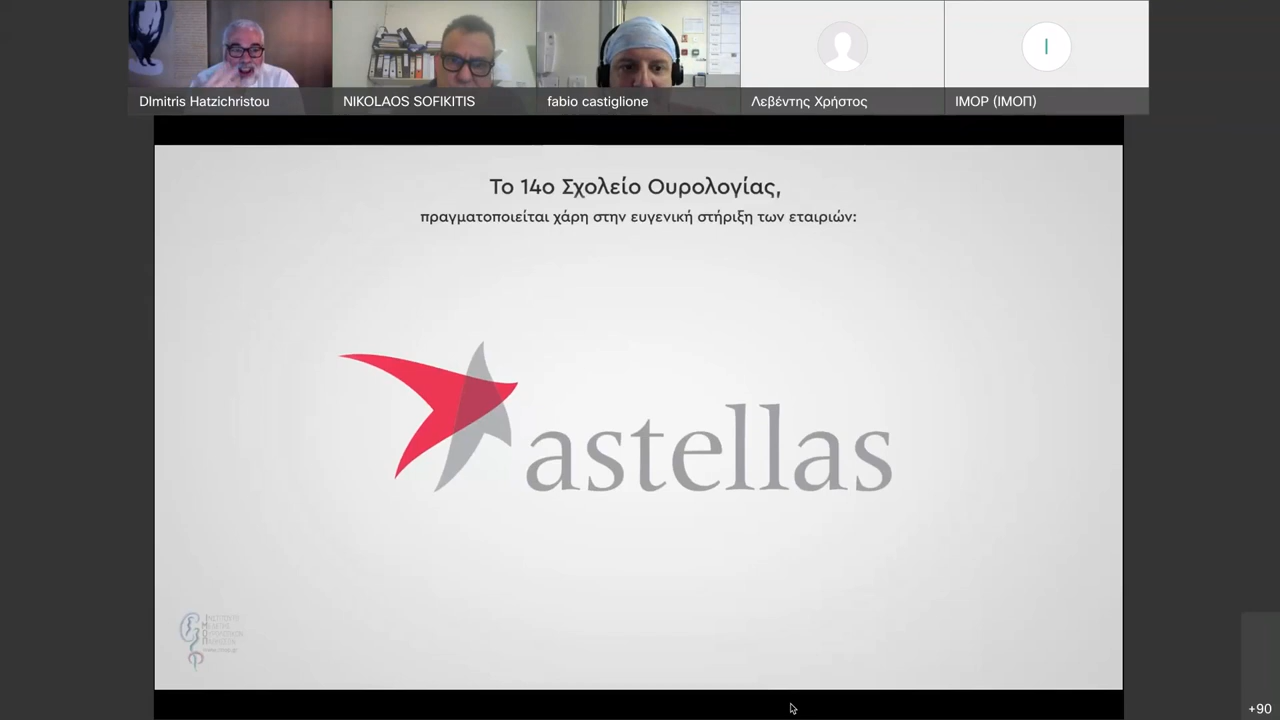 DImitris Hatzichristou
NIKOLAOS SOFIKITIS
fabio castiglione
Λεβέντης Χρήστος
I
IMOP (ΙΜΟΠ)
Το 14ο Σχολείο Ουρολογίας,
πραγματοποιείται χάρη στην ευγενική στήριξη των εταιριών:
astellas
+90